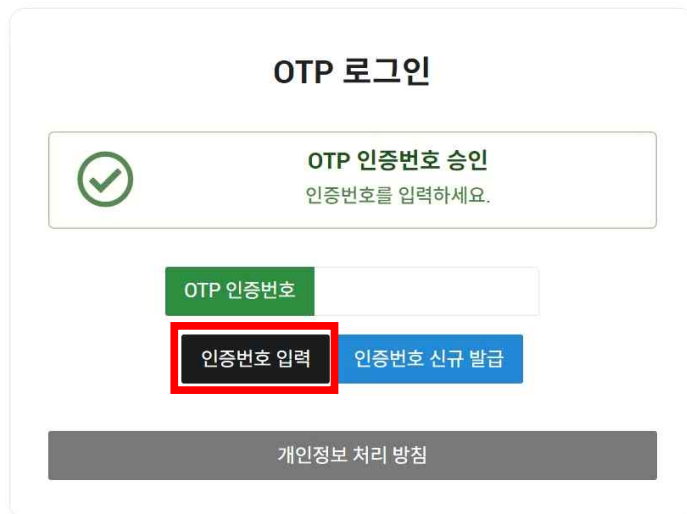 OTP 로그인
OTP 인증번호 승인
인증번호를 입력하세요.
OTP 인증번호
인증번호 입력 인증번호 신규 발급
개인정보 처리 방침